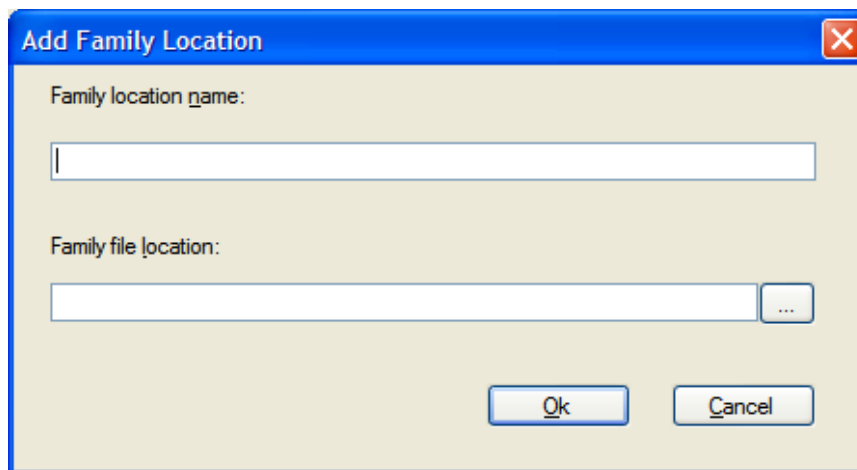 Add Family Location
Family location name:
Family file location:
...
Ok
Cancel